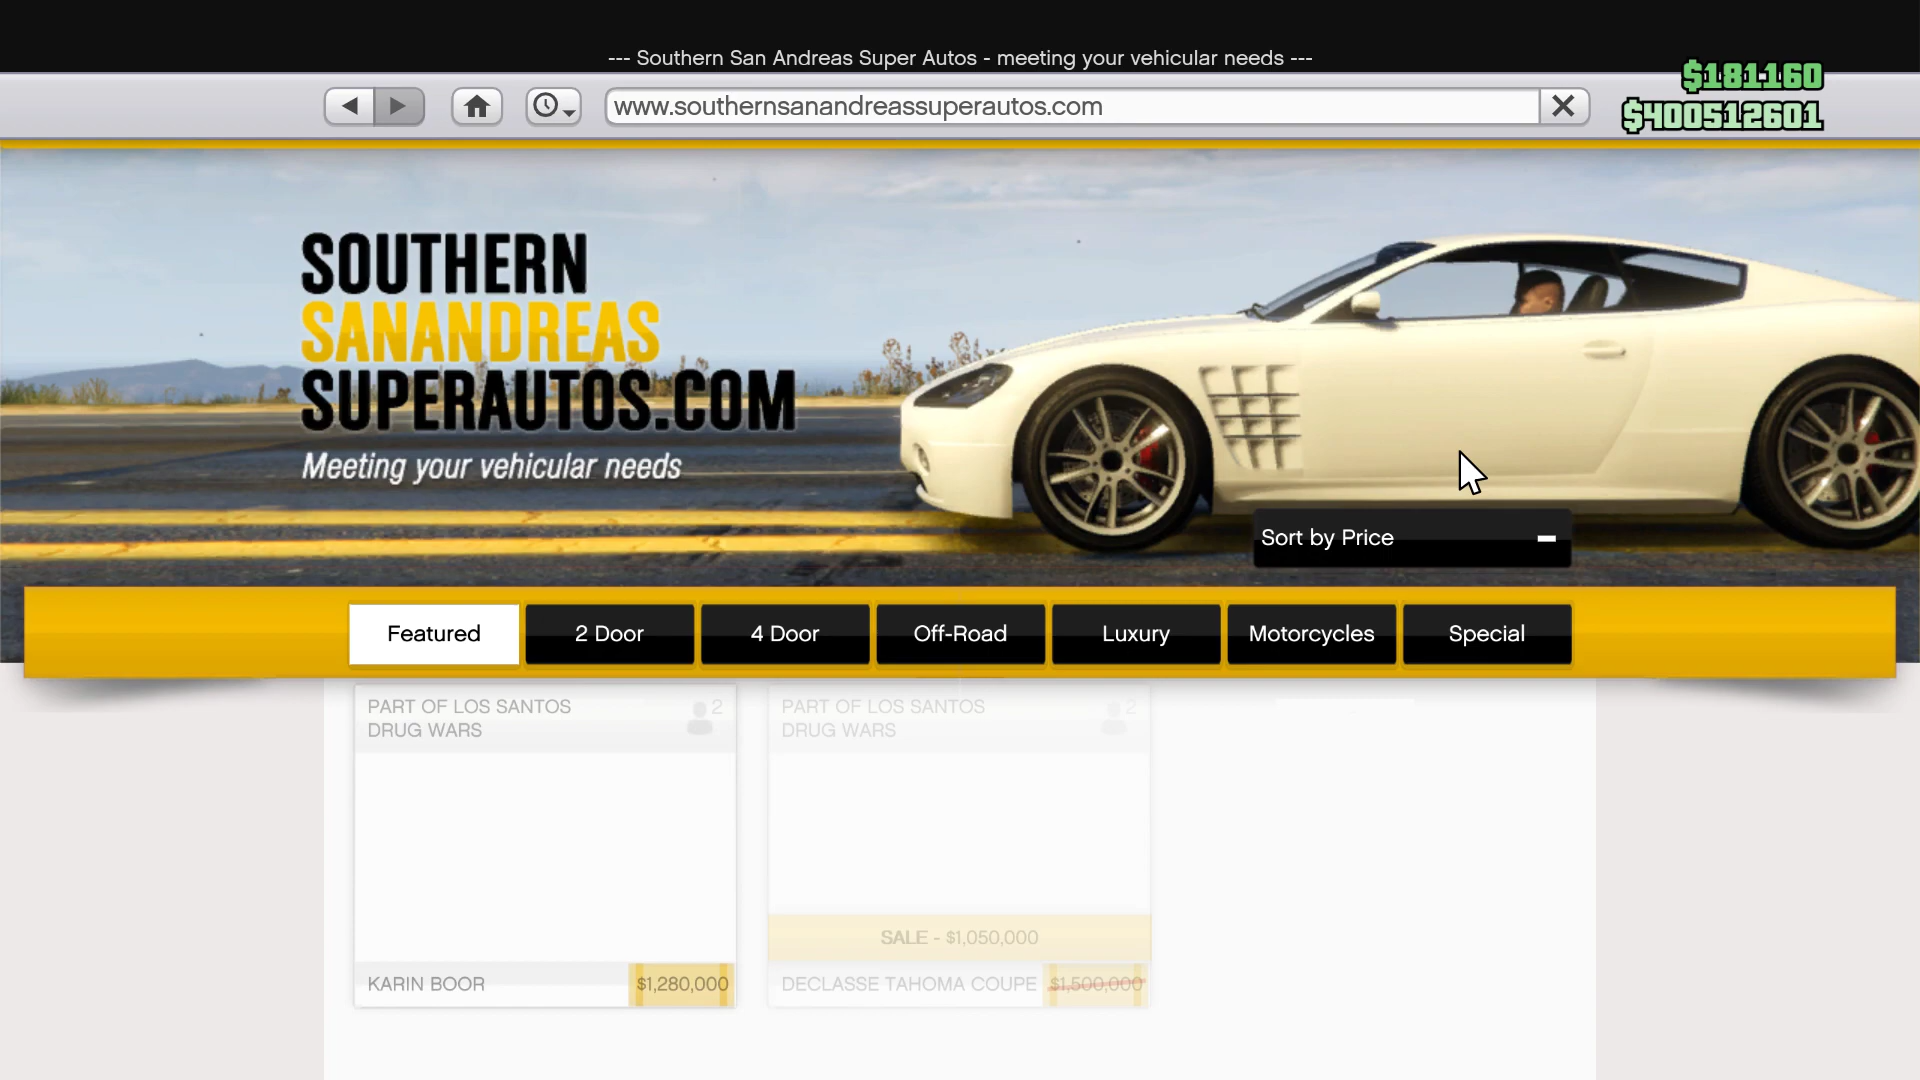 --- Southern San Andreas Super Autos - meeting your vehicular needs ---
$181160
www.southernsanandreassuperautos.com
$400512601
SOUTHERN
SANANDREAS
SUPERAUTOS.COM
Meeting your vehicular needs
Sort by Price
Featured
2 Door
4 Door
Off-Road
Luxury
Motorcycles
Special
PART OF LOS SANTOS
DRUG WARS
2
KARIN BOOR
$1,280,000
PART OF LOS SANTOS
DRUG WARS
2
SALE - $1,050,000
DECLASSE TAHOMA COUPE
$1,500,000